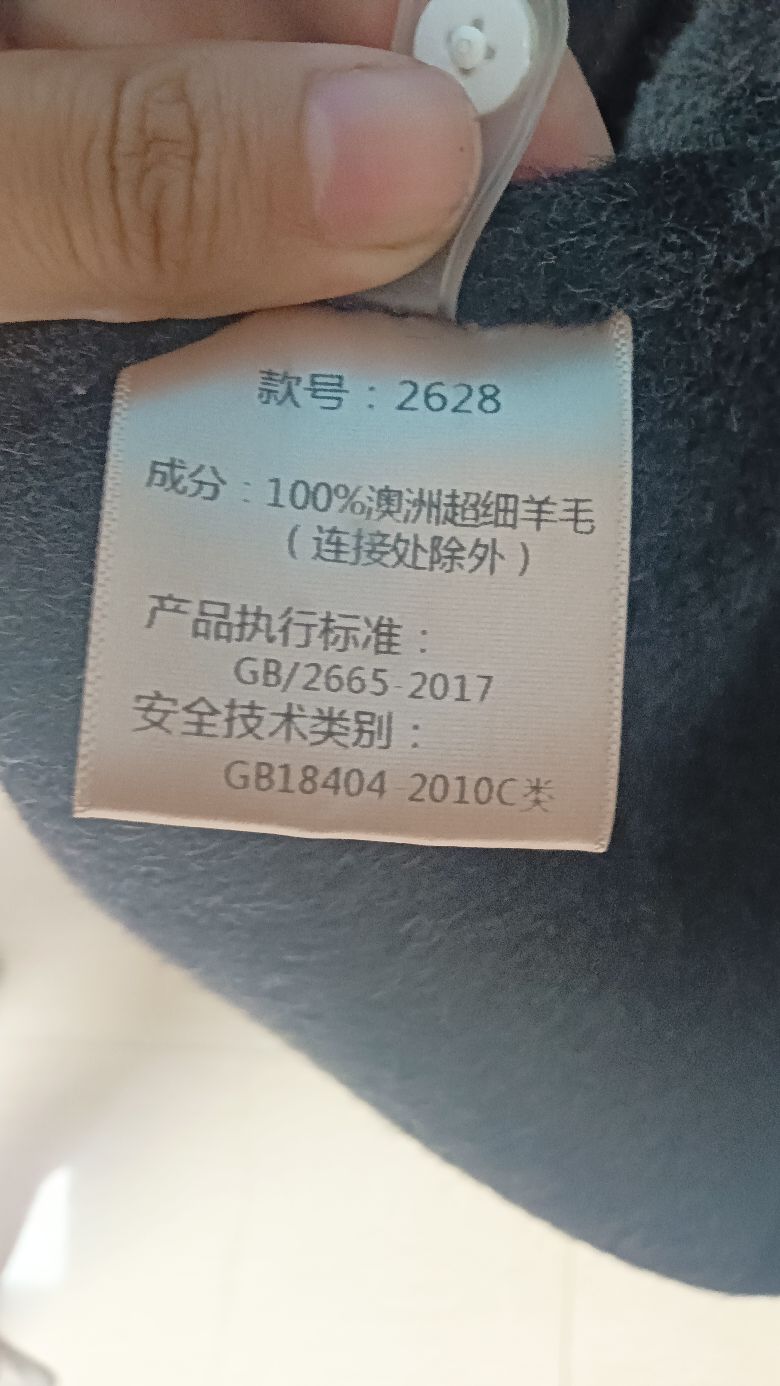 款号：2628
成分：100%澳洲超细羊毛
（连接处除外）
产品执行标准：
GB/2665-2017
安全技术类别：
GB18404-2010C类